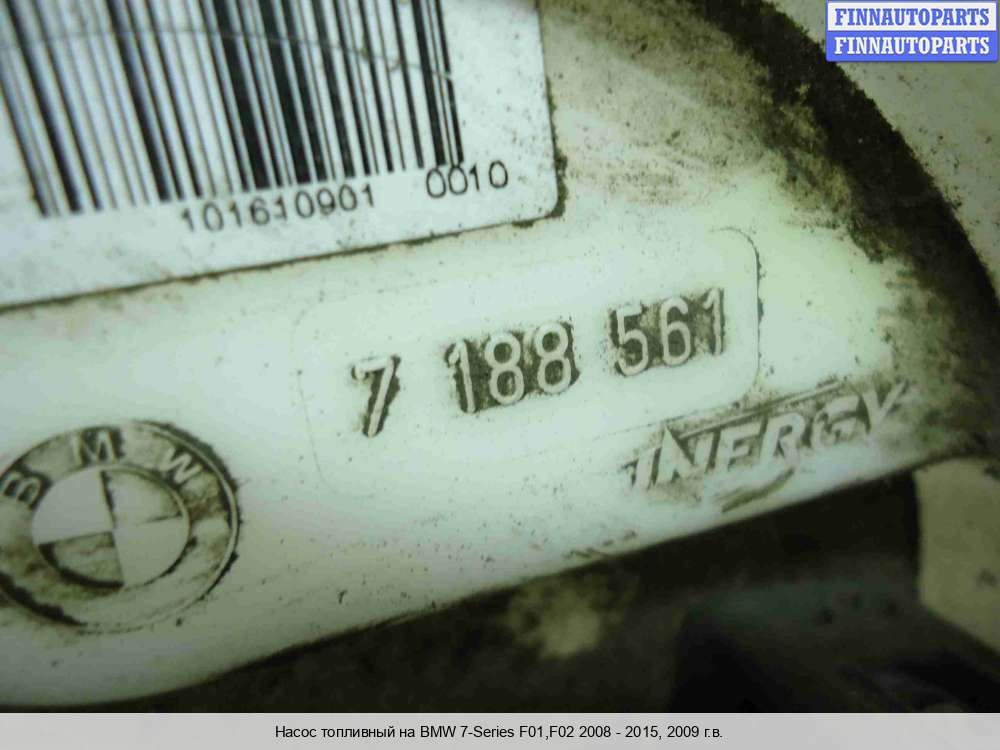 FINNAUTOPARTS
FINNAUTOPARTS
101610901 0010
7 188 561
INERGY
BMW
Насос топливный на BMW 7-Series F01,F02 2008 - 2015, 2009 г.в.